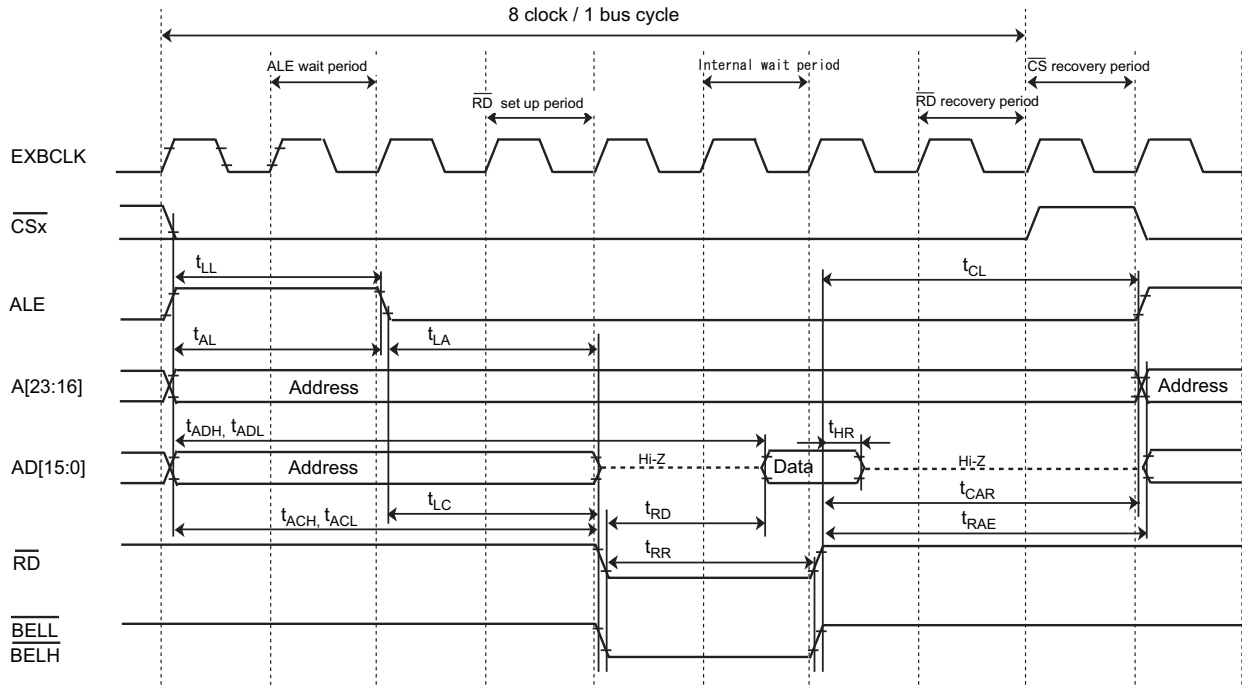 8 clock / 1 bus cycle
ALE wait period
Internal wait period
CS recovery period
RD set up period
RD recovery period
EXBCLK
CSx
tLL
tCL
ALE
tAL
tLA
A[23:16]
Address
Address
tADH, tADL
tHR
AD[15:0]
Address
Hi-Z
Data
Hi-Z
tLC
tRD
tCAR
tACH, tACL
tRAE
RD
tRR
BELL
BELH